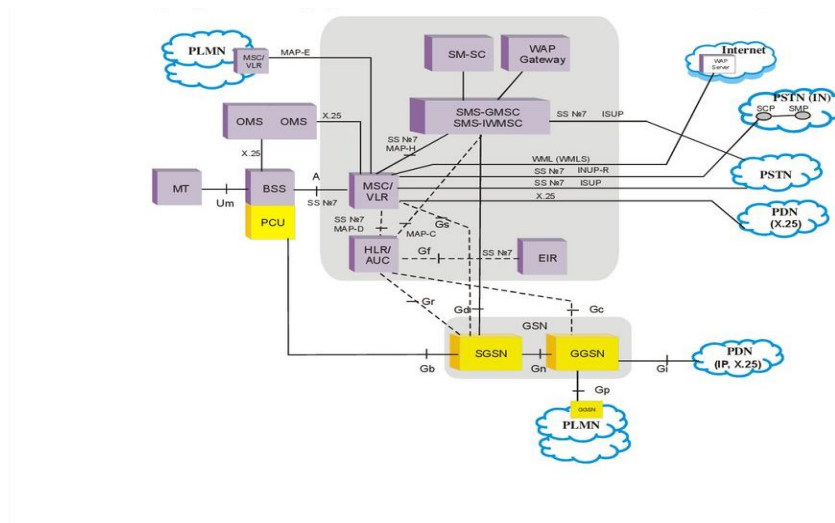 PLMN
MSC/
VLR
MAP-E
SM-SC
WAP
Gateway
Internet
WAP
Server
PSTN (IN)
SCP
SMP
OMS OMS
X.25
SMS-GMSC
SMS-IWMSC
SS №7 ISUP
SS №7
MAP-H
X.25
WML (WMLS)
SS №7 INUP-R
SS №7 ISUP
X.25
PSTN
PDN
(X.25)
MT
Um
BSS
PCU
A
SS №7
MSC/
VLR
SS №7
MAP-D
MAP-C
Gs
HLR/
AUC
Gf
SS №7
EIR
Gr
Gd
Gc
GSN
SGSN
GGSN
Gb
Gn
Gi
PDN
(IP, X.25)
Gp
GGSN
PLMN